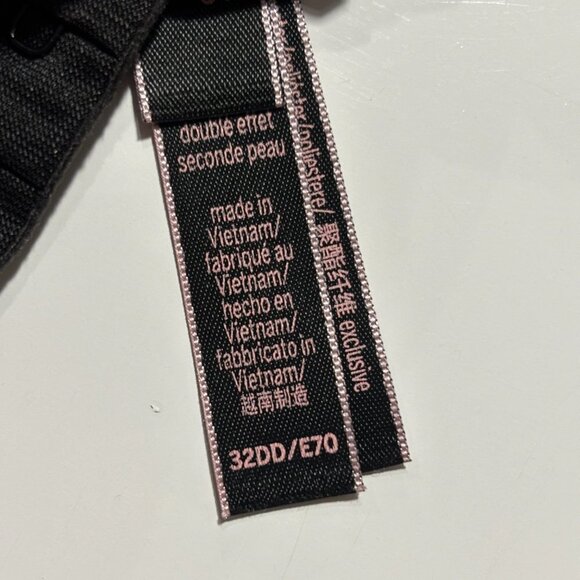 double effet
seconde peau
made in
Vietnam/
fabriqué au
Vietnam/
hecho en
Vietnam/
fabbricato in
Vietnam/
越南制造
32DD/E70
poliestere/ 聚酯纤维 exclusive